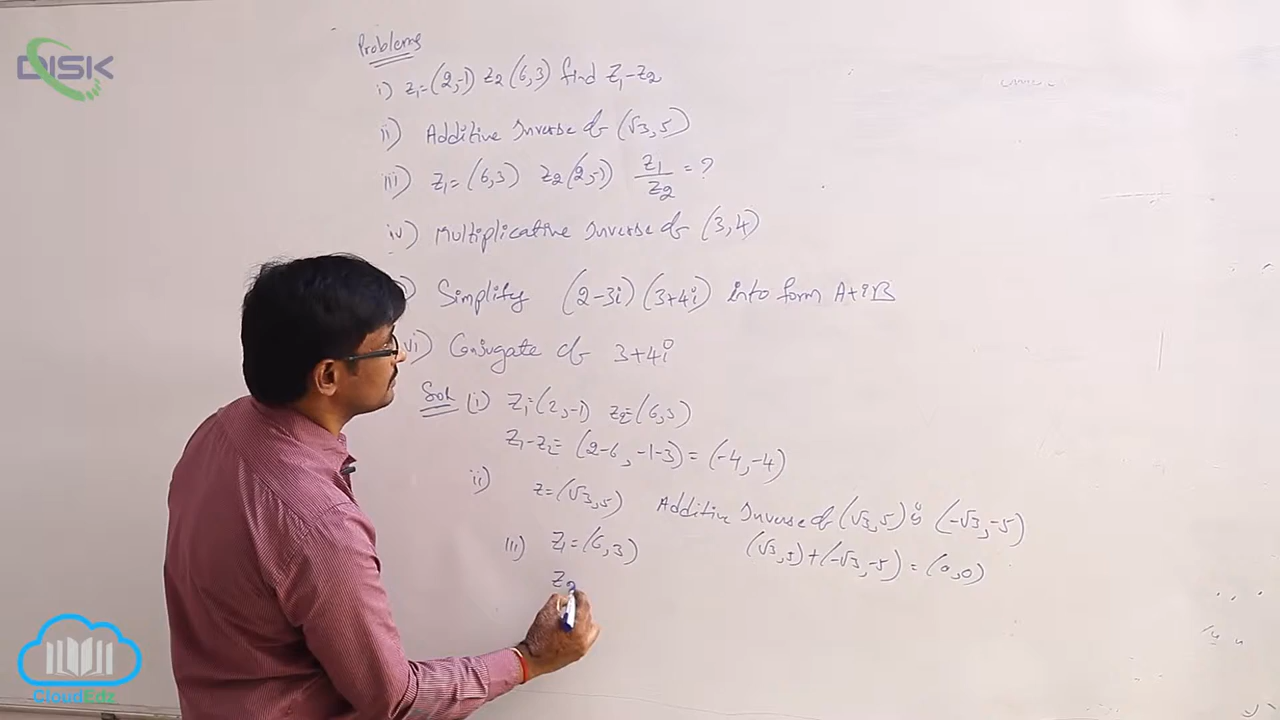 DISK
Problems
i) Z₁=(2,-1) Z₂(6,3) find Z₁-Z₂
ii) Additive Inverse of (√3,5)
iii) Z₁=(6,3) Z₂(2,-1) Z₁/Z₂ = ?
iv) Multiplicative Inverse of (3,4)
) Simplify (2-3i)(3+4i) into form A+iB
vi) Conjugate of 3+4i
Soln (i) Z₁=(2,-1) Z₂=(6,3)
Z₁-Z₂= (2-6, -1-3) = (-4,-4)
ii) Z=(√3,5) Additive Inverse of (√3,5) is (-√3,-5)
(√3,5)+(-√3,-5) = (0,0)
iii) Z₁=(6,3)
Z₂
CloudEdz